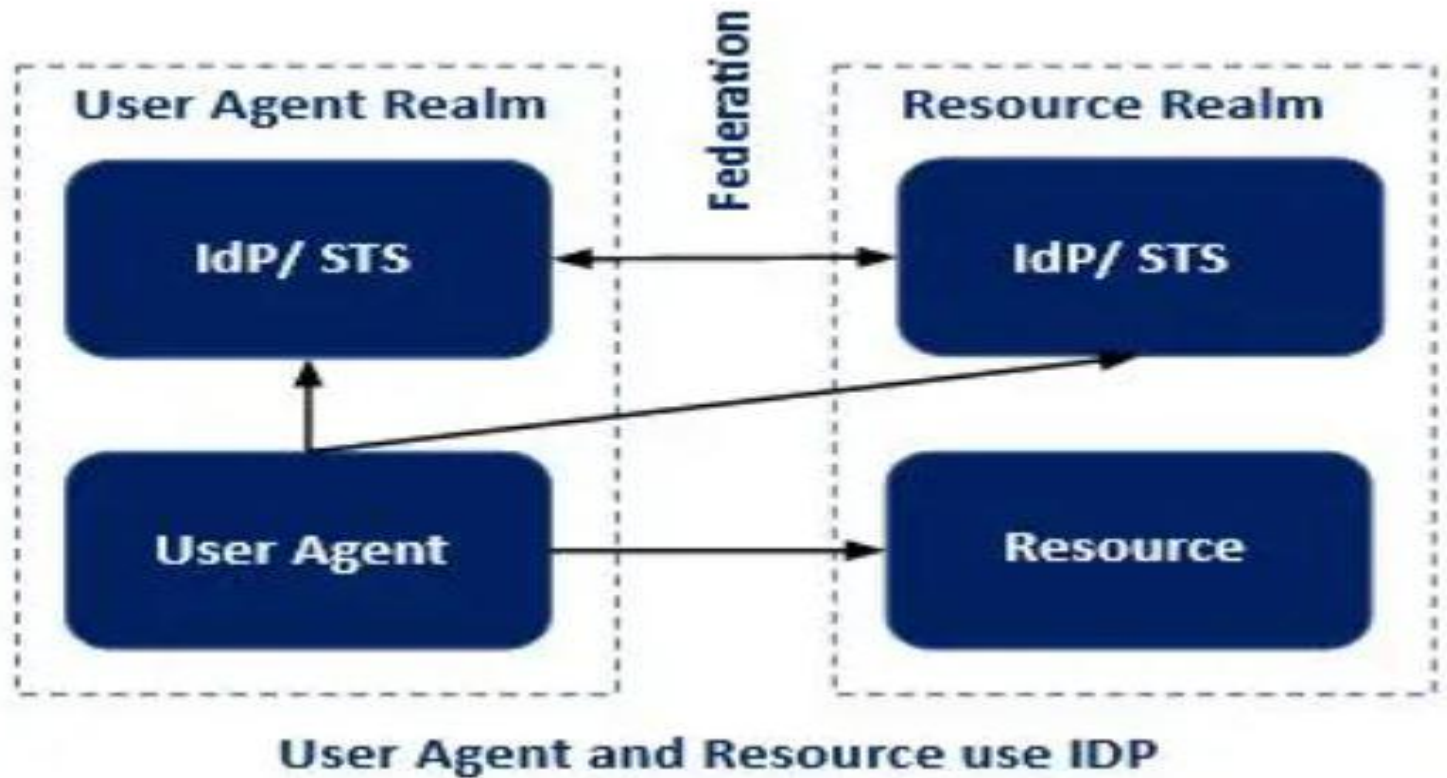 Federation
User Agent Realm
Resource Realm
IdP/ STS
IdP/ STS
User Agent
Resource
User Agent and Resource use IDP